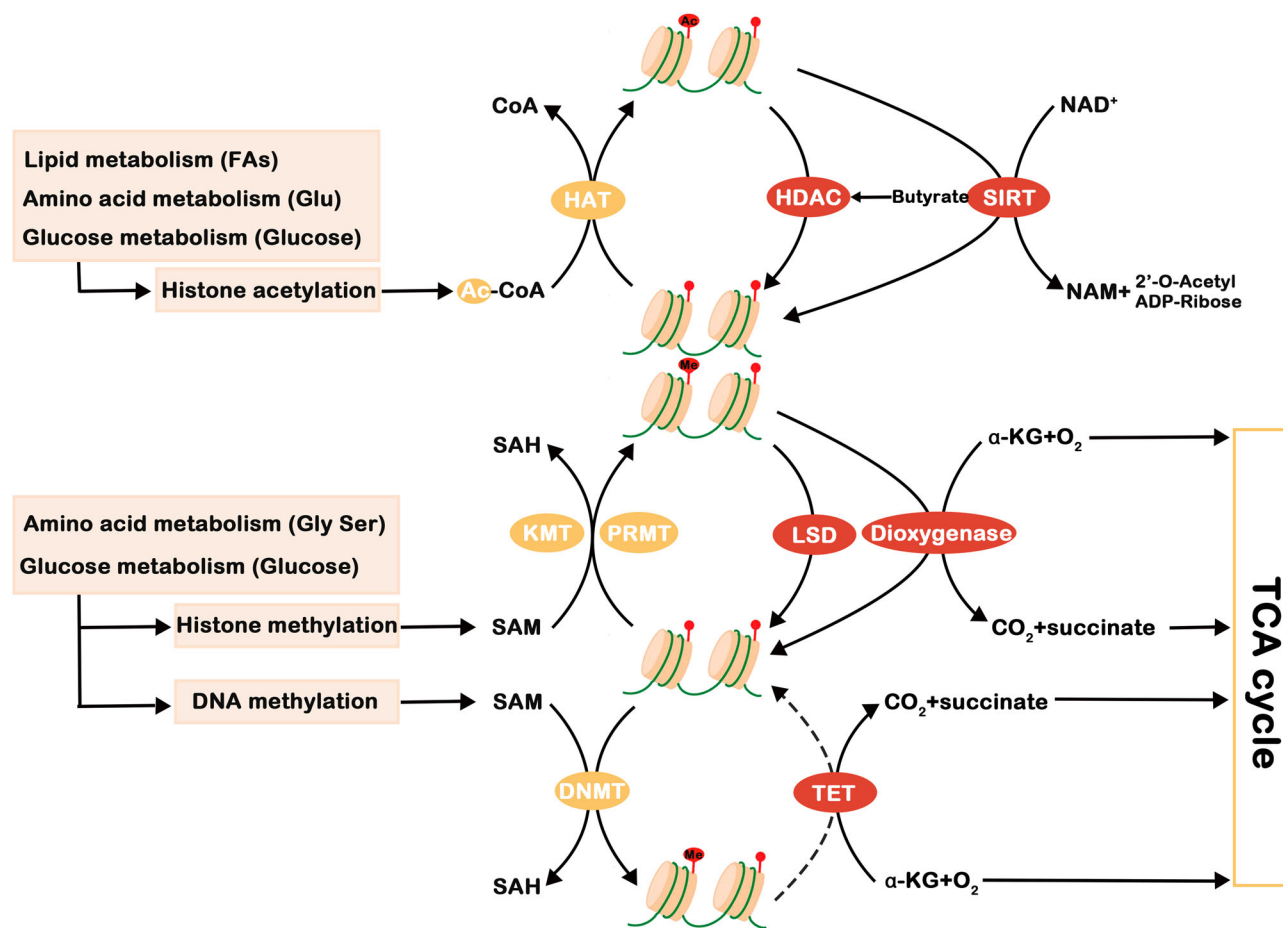 Ac
CoA
NAD⁺
Lipid metabolism (FAs)
Amino acid metabolism (Glu)
Glucose metabolism (Glucose)
HAT
HDAC
Butyrate
SIRT
Histone acetylation
Ac-CoA
NAM+ 2’-O-Acetyl
ADP-Ribose
Me
SAH
α-KG+O₂
Amino acid metabolism (Gly Ser)
Glucose metabolism (Glucose)
KMT
PRMT
LSD
Dioxygenase
Histone methylation
SAM
CO₂+succinate
DNA methylation
SAM
CO₂+succinate
TCA cycle
DNMT
TET
Me
SAH
α-KG+O₂